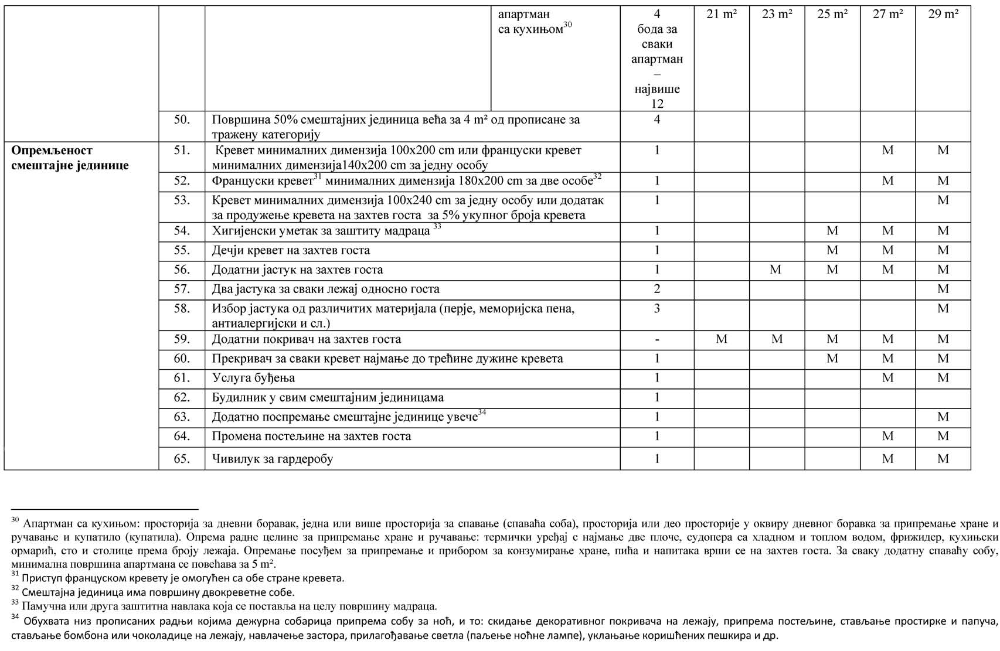 апартман 4 21 m² 23 m² 25 m² 27 m² 29 m²
са кухињом30 бода за
сваки
апартман
–
највише
12
50. Површина 50% смештајних јединица већа за 4 m² од прописане за 4
тражену категорију
Опремљеност 51. Кревет минималних димензија 100x200 cm или француски кревет 1 М М
смештајне јединице минималних димензија140x200 cm за једну особу
52. Француски кревет31 минималних димензија 180x200 cm за две особе32 1 М М
53. Кревет минималних димензија 100x240 cm за једну особу или додатак 1 М
за продужење кревета на захтев госта за 5% укупног броја кревета
54. Хигијенски уметак за заштиту мадраца 33 1 М М М
55. Дечји кревет на захтев госта 1 М М М
56. Додатни јастук на захтев госта 1 М М М М
57. Два јастука за сваки лежај односно госта 2 М
58. Избор јастука од различитих материјала (перје, меморијска пена, 3 М
антиалергијски и сл.)
59. Додатни покривач на захтев госта - М М М М М
60. Прекривач за сваки кревет најмање до трећине дужине кревета 1 М М М
61. Услуга буђења 1 М М
62. Будилник у свим смештајним јединицама 1
63. Додатно поспремање смештајне јединице увече34 1 М
64. Промена постељине на захтев госта 1 М М
65. Чивилук за гардеробу 1 М М
30 Апартман са кухињом: просторија за дневни боравак, једна или више просторија за спавање (спаваћа соба), просторија или део просторије у оквиру дневног боравка за припремање хране и
ручавање и купатило (купатила). Опрема радне целине за припремање хране и ручавање: термички уређај с најмање две плоче, судопера са хладном и топлом водом, фрижидер, кухињски
ормарић, сто и столице према броју лежаја. Опремање посуђем за припремање и прибором за конзумирање хране, пића и напитака врши се на захтев госта. За сваку додатну спаваћу собу,
минимална површина апартмана се повећава за 5 m².
31 Приступ француском кревету је омогућен са обе стране кревета.
32 Смештајна јединица има површину двокреветне собе.
33 Памучна или друга заштитна навлака која се поставља на целу површину мадраца.
34 Обухвата низ прописаних радњи којима дежурна собарица припрема собу за ноћ, и то: скидање декоративног покривача на лежају, припрема постељине, стављање простирке и папуча,
стављање бомбона или чоколадице на лежају, навлачење застора, прилагођавање светла (паљење ноћне лампе), уклањање коришћених пешкира и др.